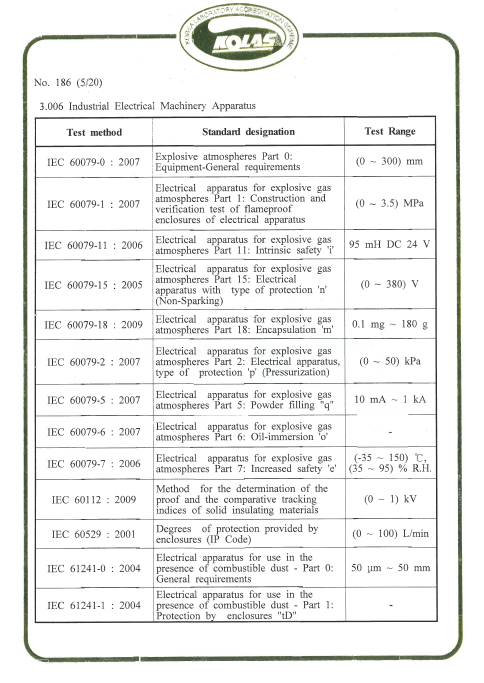 KOREA LABORATORY ACCREDITATION SCHEME
KOLAS
No. 186 (5/20)
3.006 Industrial Electrical Machinery Apparatus
Test method Standard designation Test Range
IEC 60079-0 : 2007 Explosive atmospheres Part 0: (0 ~ 300) mm
Equipment-General requirements
Electrical apparatus for explosive gas
atmospheres Part 1: Construction and
IEC 60079-1 : 2007 verification test of flameproof (0 ~ 3.5) MPa
enclosures of electrical apparatus
IEC 60079-11 : 2006 Electrical apparatus for explosive gas 95 mH DC 24 V
atmospheres Part 11: Intrinsic safety 'i'
Electrical apparatus for explosive gas
atmospheres Part 15: Electrical
IEC 60079-15 : 2005 apparatus with type of protection 'n' (0 ~ 380) V
(Non-Sparking)
IEC 60079-18 : 2009 Electrical apparatus for explosive gas 0.1 mg ~ 180 g
atmospheres Part 18: Encapsulation 'm'
Electrical apparatus for explosive gas
IEC 60079-2 : 2007 atmospheres Part 2: Electrical apparatus, (0 ~ 50) kPa
type of protection 'p' (Pressurization)
IEC 60079-5 : 2007 Electrical apparatus for explosive gas 10 mA ~ 1 kA
atmospheres Part 5: Powder filling "q"
IEC 60079-6 : 2007 Electrical apparatus for explosive gas -
atmospheres Part 6: Oil-immersion 'o'
IEC 60079-7 : 2006 Electrical apparatus for explosive gas (-35 ~ 150) ℃,
atmospheres Part 7: Increased safety 'e' (35 ~ 95) % R.H.
Method for the determination of the
IEC 60112 : 2009 proof and the comparative tracking (0 ~ 1) kV
indices of solid insulating materials
IEC 60529 : 2001 Degrees of protection provided by (0 ~ 100) L/min
enclosures (IP Code)
Electrical apparatus for use in the
IEC 61241-0 : 2004 presence of combustible dust - Part 0: 50 μm ~ 50 mm
General requirements
Electrical apparatus for use in the
IEC 61241-1 : 2004 presence of combustible dust - Part 1: -
Protection by enclosures "tD"